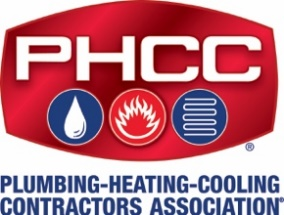 PHCC
®
PLUMBING-HEATING-COOLING
CONTRACTORS ASSOCIATION®